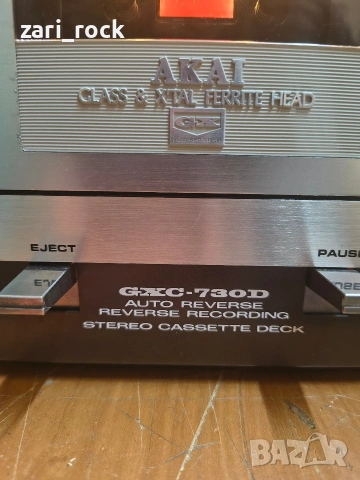 zari_rock
AKAI
GLASS & X'TAL FERRITE HEAD
GX
EJECT
PAUSE
GXC-730D
AUTO REVERSE
REVERSE RECORDING
STEREO CASSETTE DECK
BAZAR